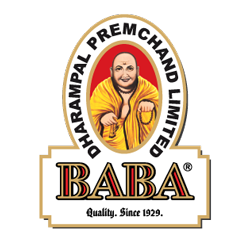 DHARAMPAL PREMCHAND LIMITED
BABA®
Quality. Since 1929.